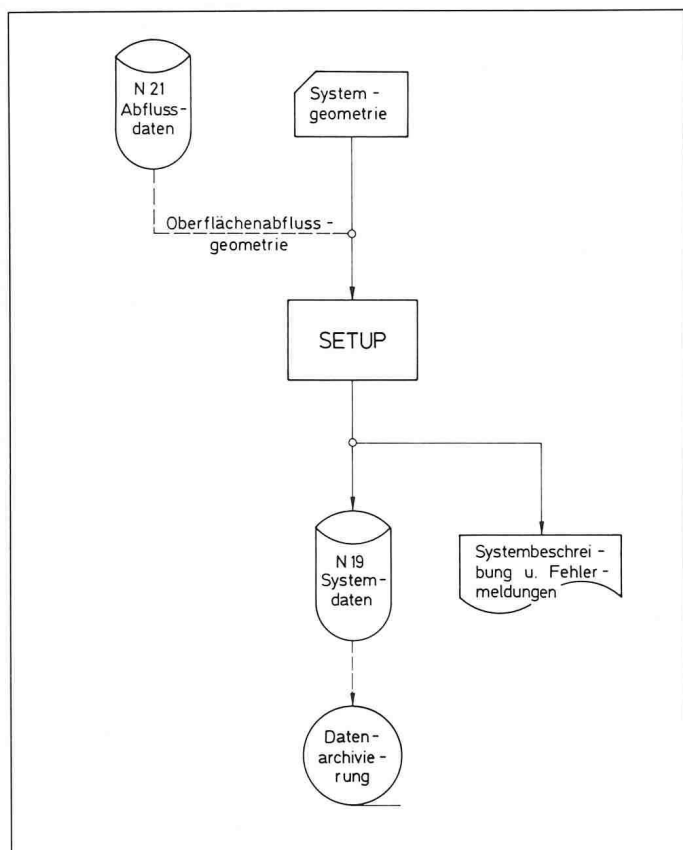 N 21
Abfluss-
daten
System -
geometrie
Oberflächenabfluss -
geometrie
SETUP
N 19
System-
daten
Systembeschrei -
bung u. Fehler -
meldungen
Daten -
archivie -
rung